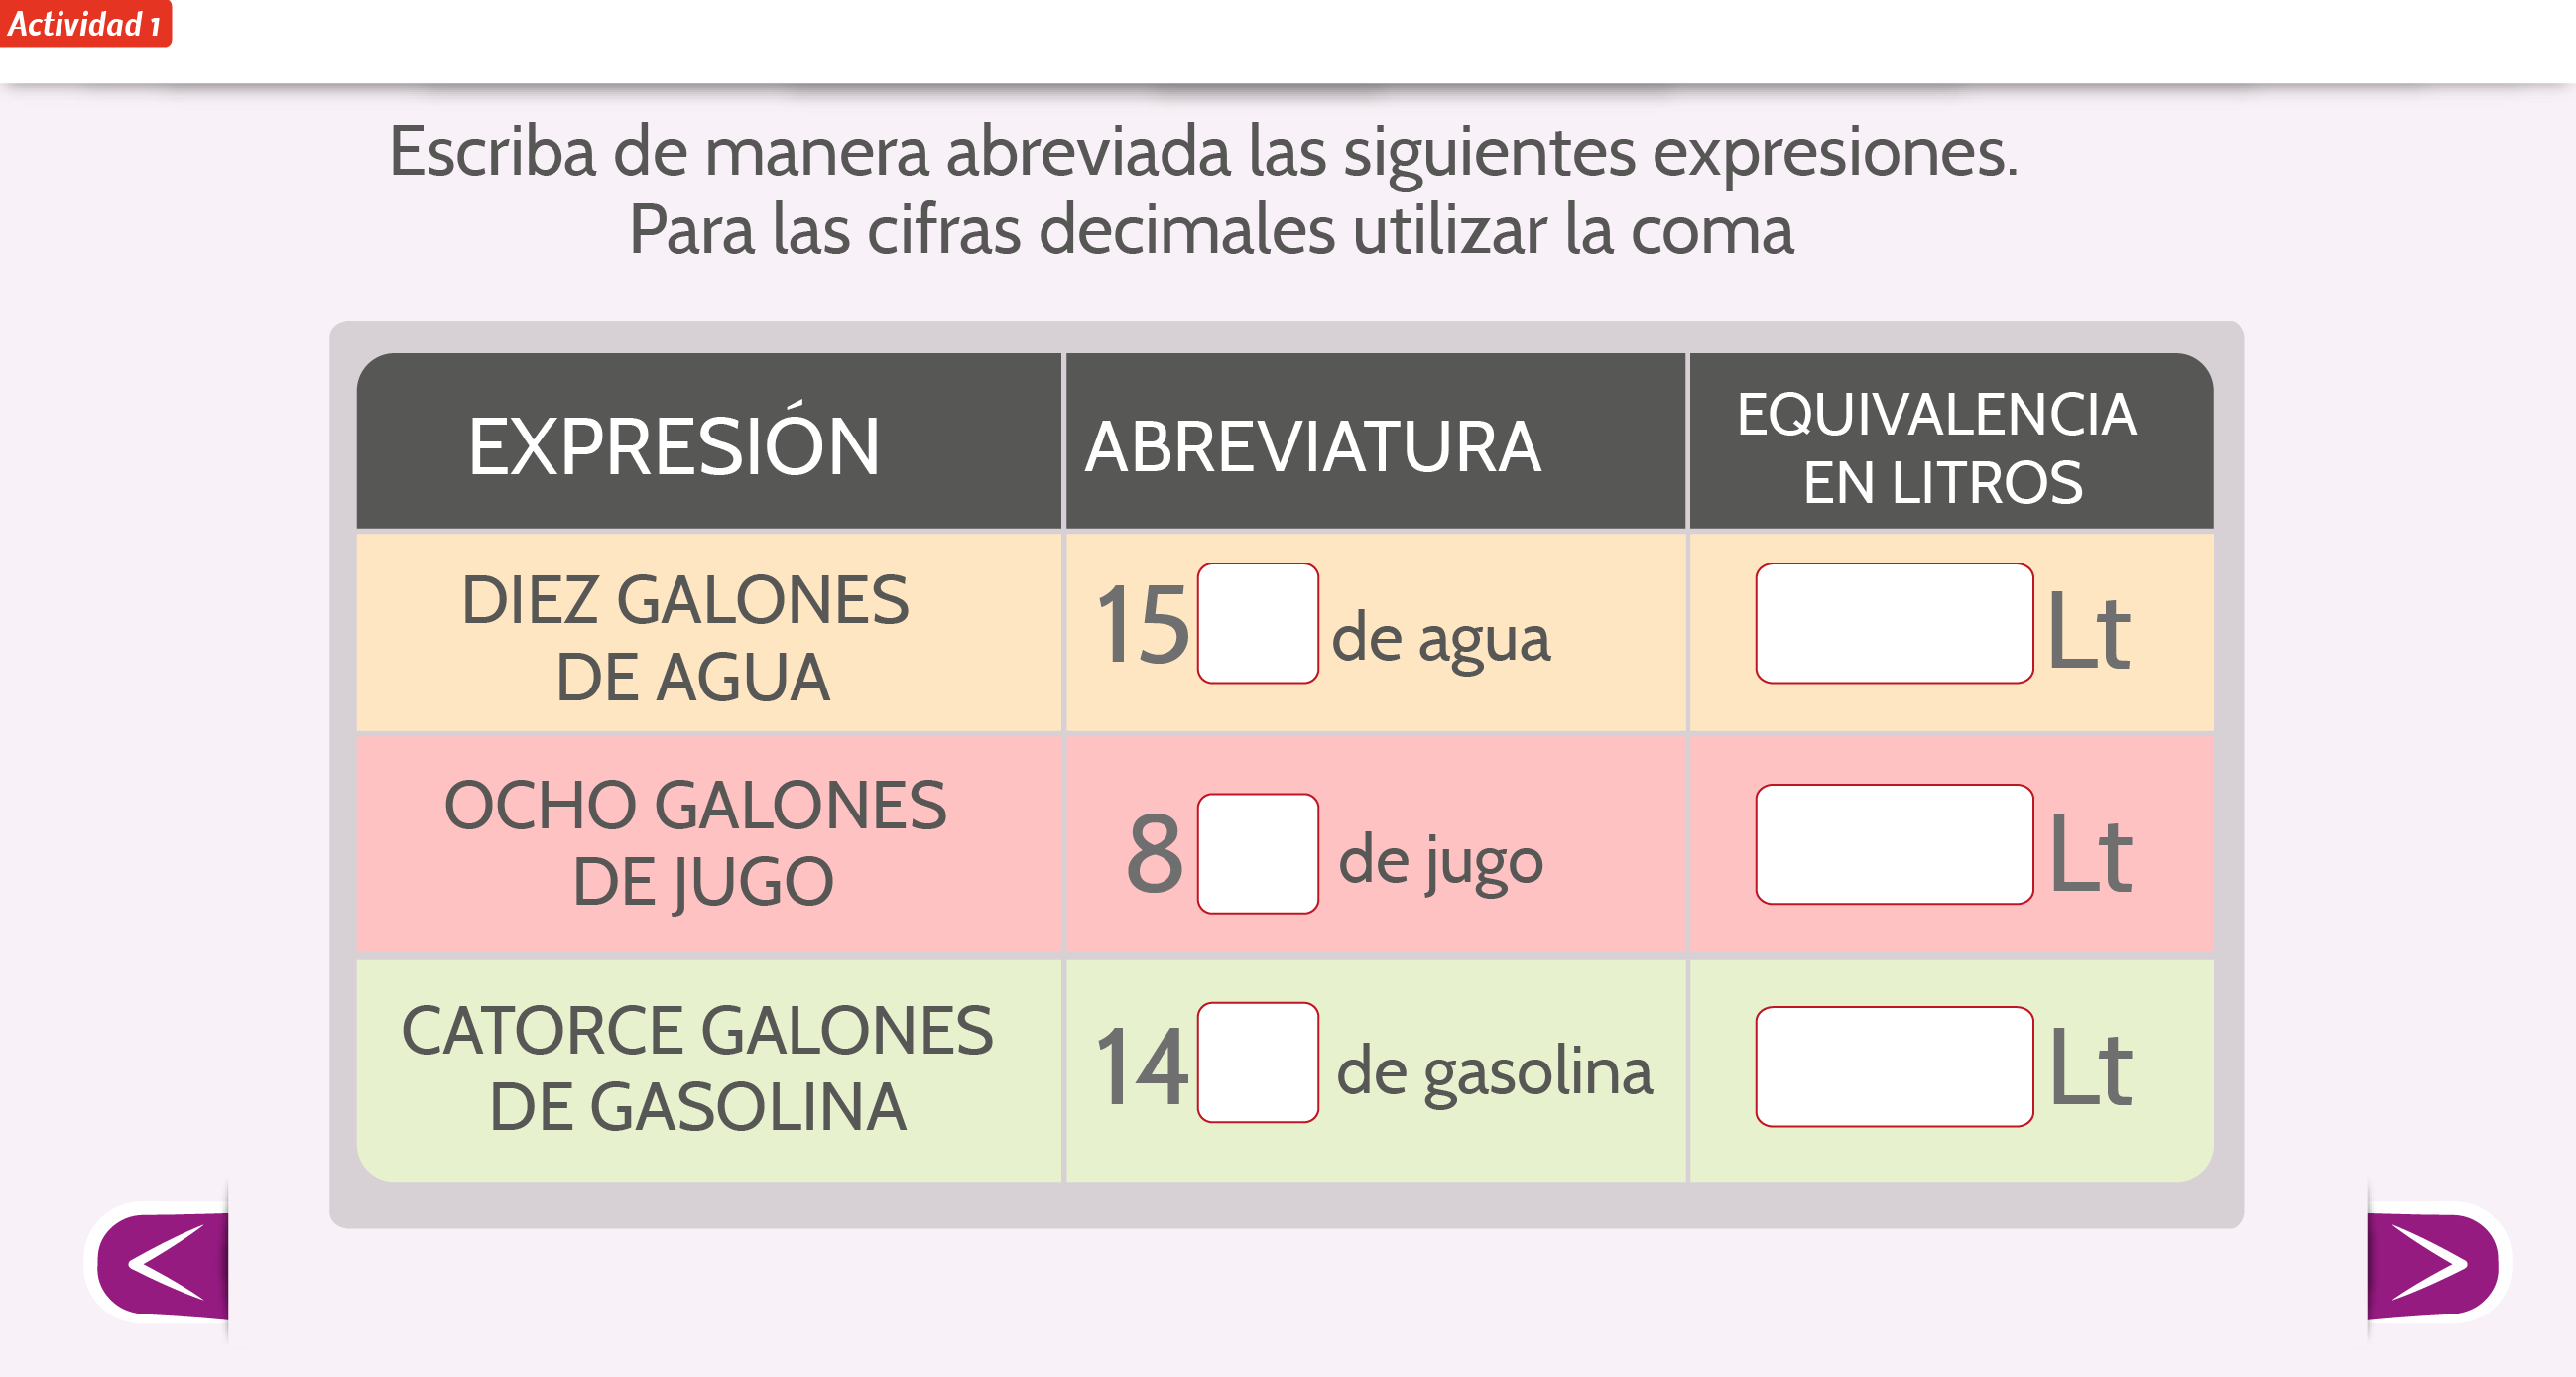 Actividad 1
Escriba de manera abreviada las siguientes expresiones.
Para las cifras decimales utilizar la coma
EXPRESIÓN
ABREVIATURA
EQUIVALENCIA
EN LITROS
DIEZ GALONES
DE AGUA
15 de agua
Lt
OCHO GALONES
DE JUGO
8 de jugo
Lt
CATORCE GALONES
DE GASOLINA
14 de gasolina
Lt